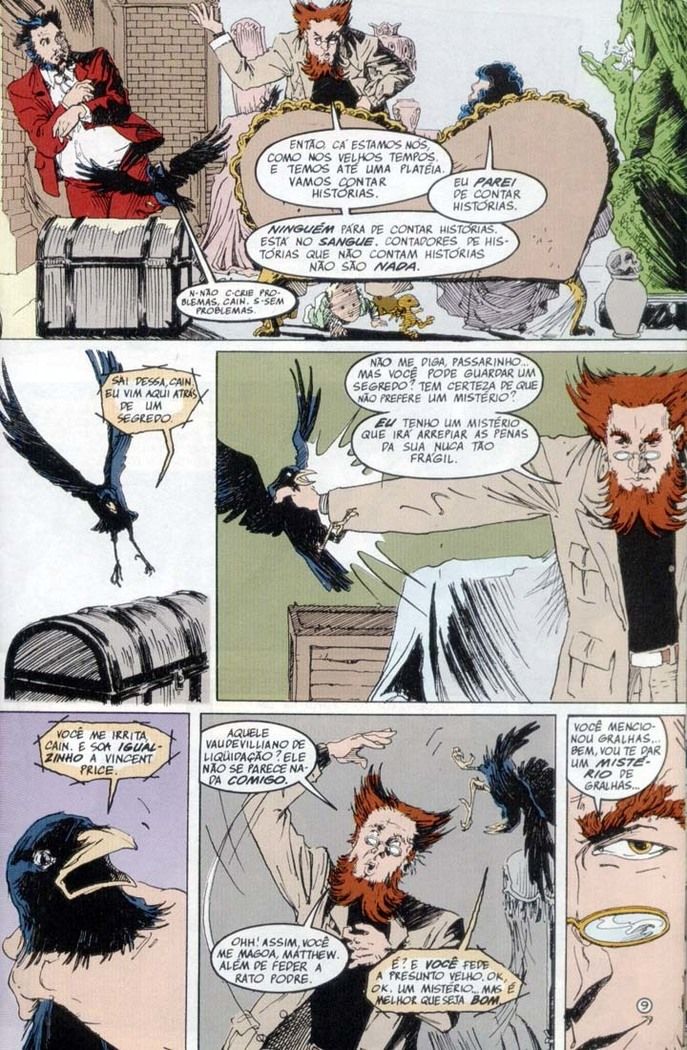 ENTÃO, CÁ ESTAMOS NÓS,
COMO NOS VELHOS TEMPOS.
E TEMOS ATÉ UMA PLATÉIA.
VAMOS CONTAR
HISTÓRIAS.
EU PAREI
DE CONTAR
HISTÓRIAS.
NINGUÉM PÁRA DE CONTAR HISTÓRIAS.
ESTÁ NO SANGUE. CONTADORES DE HIS-
TÓRIAS QUE NÃO CONTAM HISTÓRIAS
NÃO SÃO NADA.
N-NÃO C-CRIE PRO-
BLEMAS, CAIN. S-SEM
PROBLEMAS.
SAI DESSA, CAIN.
EU VIM AQUI ATRÁS
DE UM
SEGREDO.
NÃO ME DIGA, PASSARINHO...
MAS VOCÊ PODE GUARDAR UM
SEGREDO? TEM CERTEZA DE QUE
NÃO PREFERE UM MISTÉRIO?
EU TENHO UM MISTÉRIO
QUE IRÁ ARREPIAR AS PENAS
DA SUA NUCA TÃO
FRÁGIL.
VOCÊ ME IRRITA,
CAIN. E SOA IGUAL-
ZINHO A VINCENT
PRICE.
AQUELE
VAUDEVILLIANO DE
LIQÜIDAÇÃO? ELE
NÃO SE PARECE NA-
DA COMIGO.
OHH! ASSIM, VOCÊ
ME MAGOA, MATTHEW.
ALÉM DE FEDER A
RATO PODRE.
É? E VOCÊ FEDE
A PRESUNTO VELHO. OK,
OK. UM MISTÉRIO... MAS É
MELHOR QUE SEJA BOM.
VOCÊ MENCIO-
NOU GRALHAS...
BEM, VOU TE DAR
UM MISTÉ-
RIO DE
GRALHAS...
9